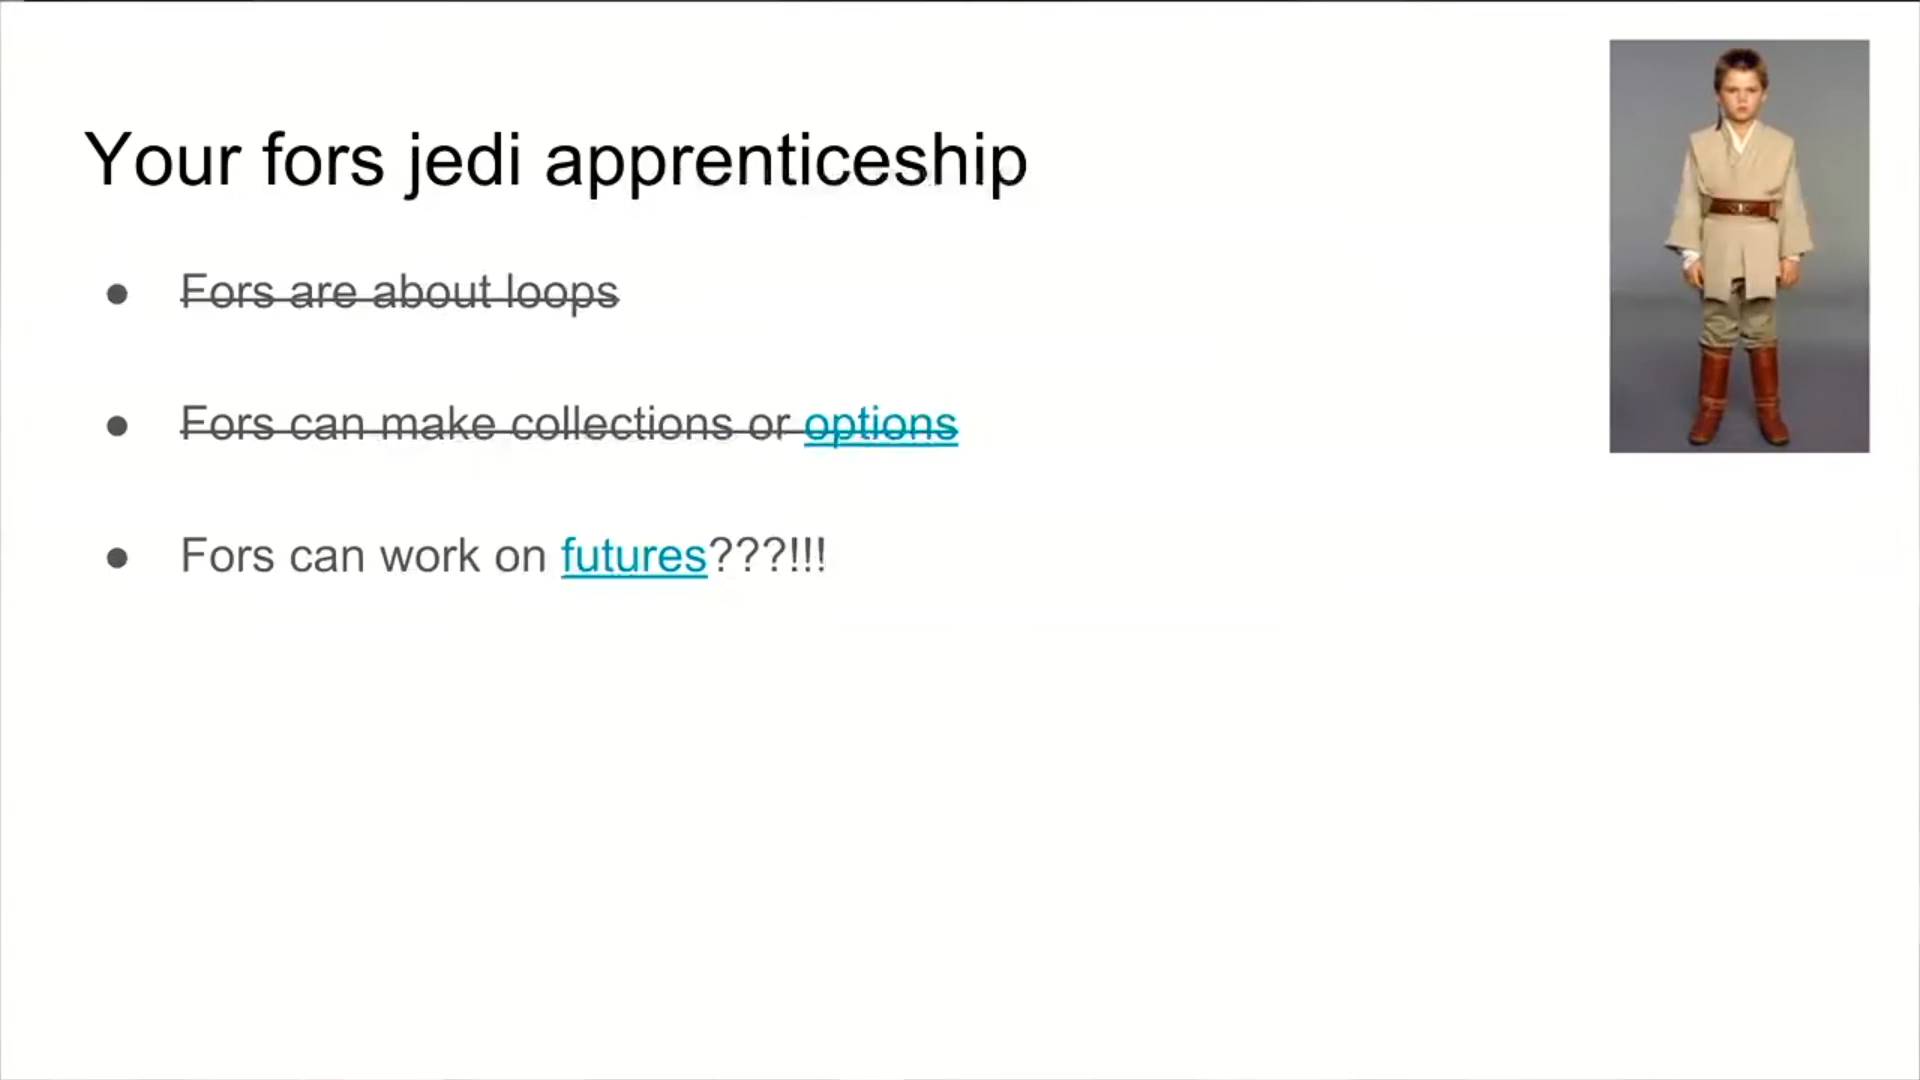 Your fors jedi apprenticeship
● Fors are about loops
● Fors can make collections or options
● Fors can work on futures???!!!